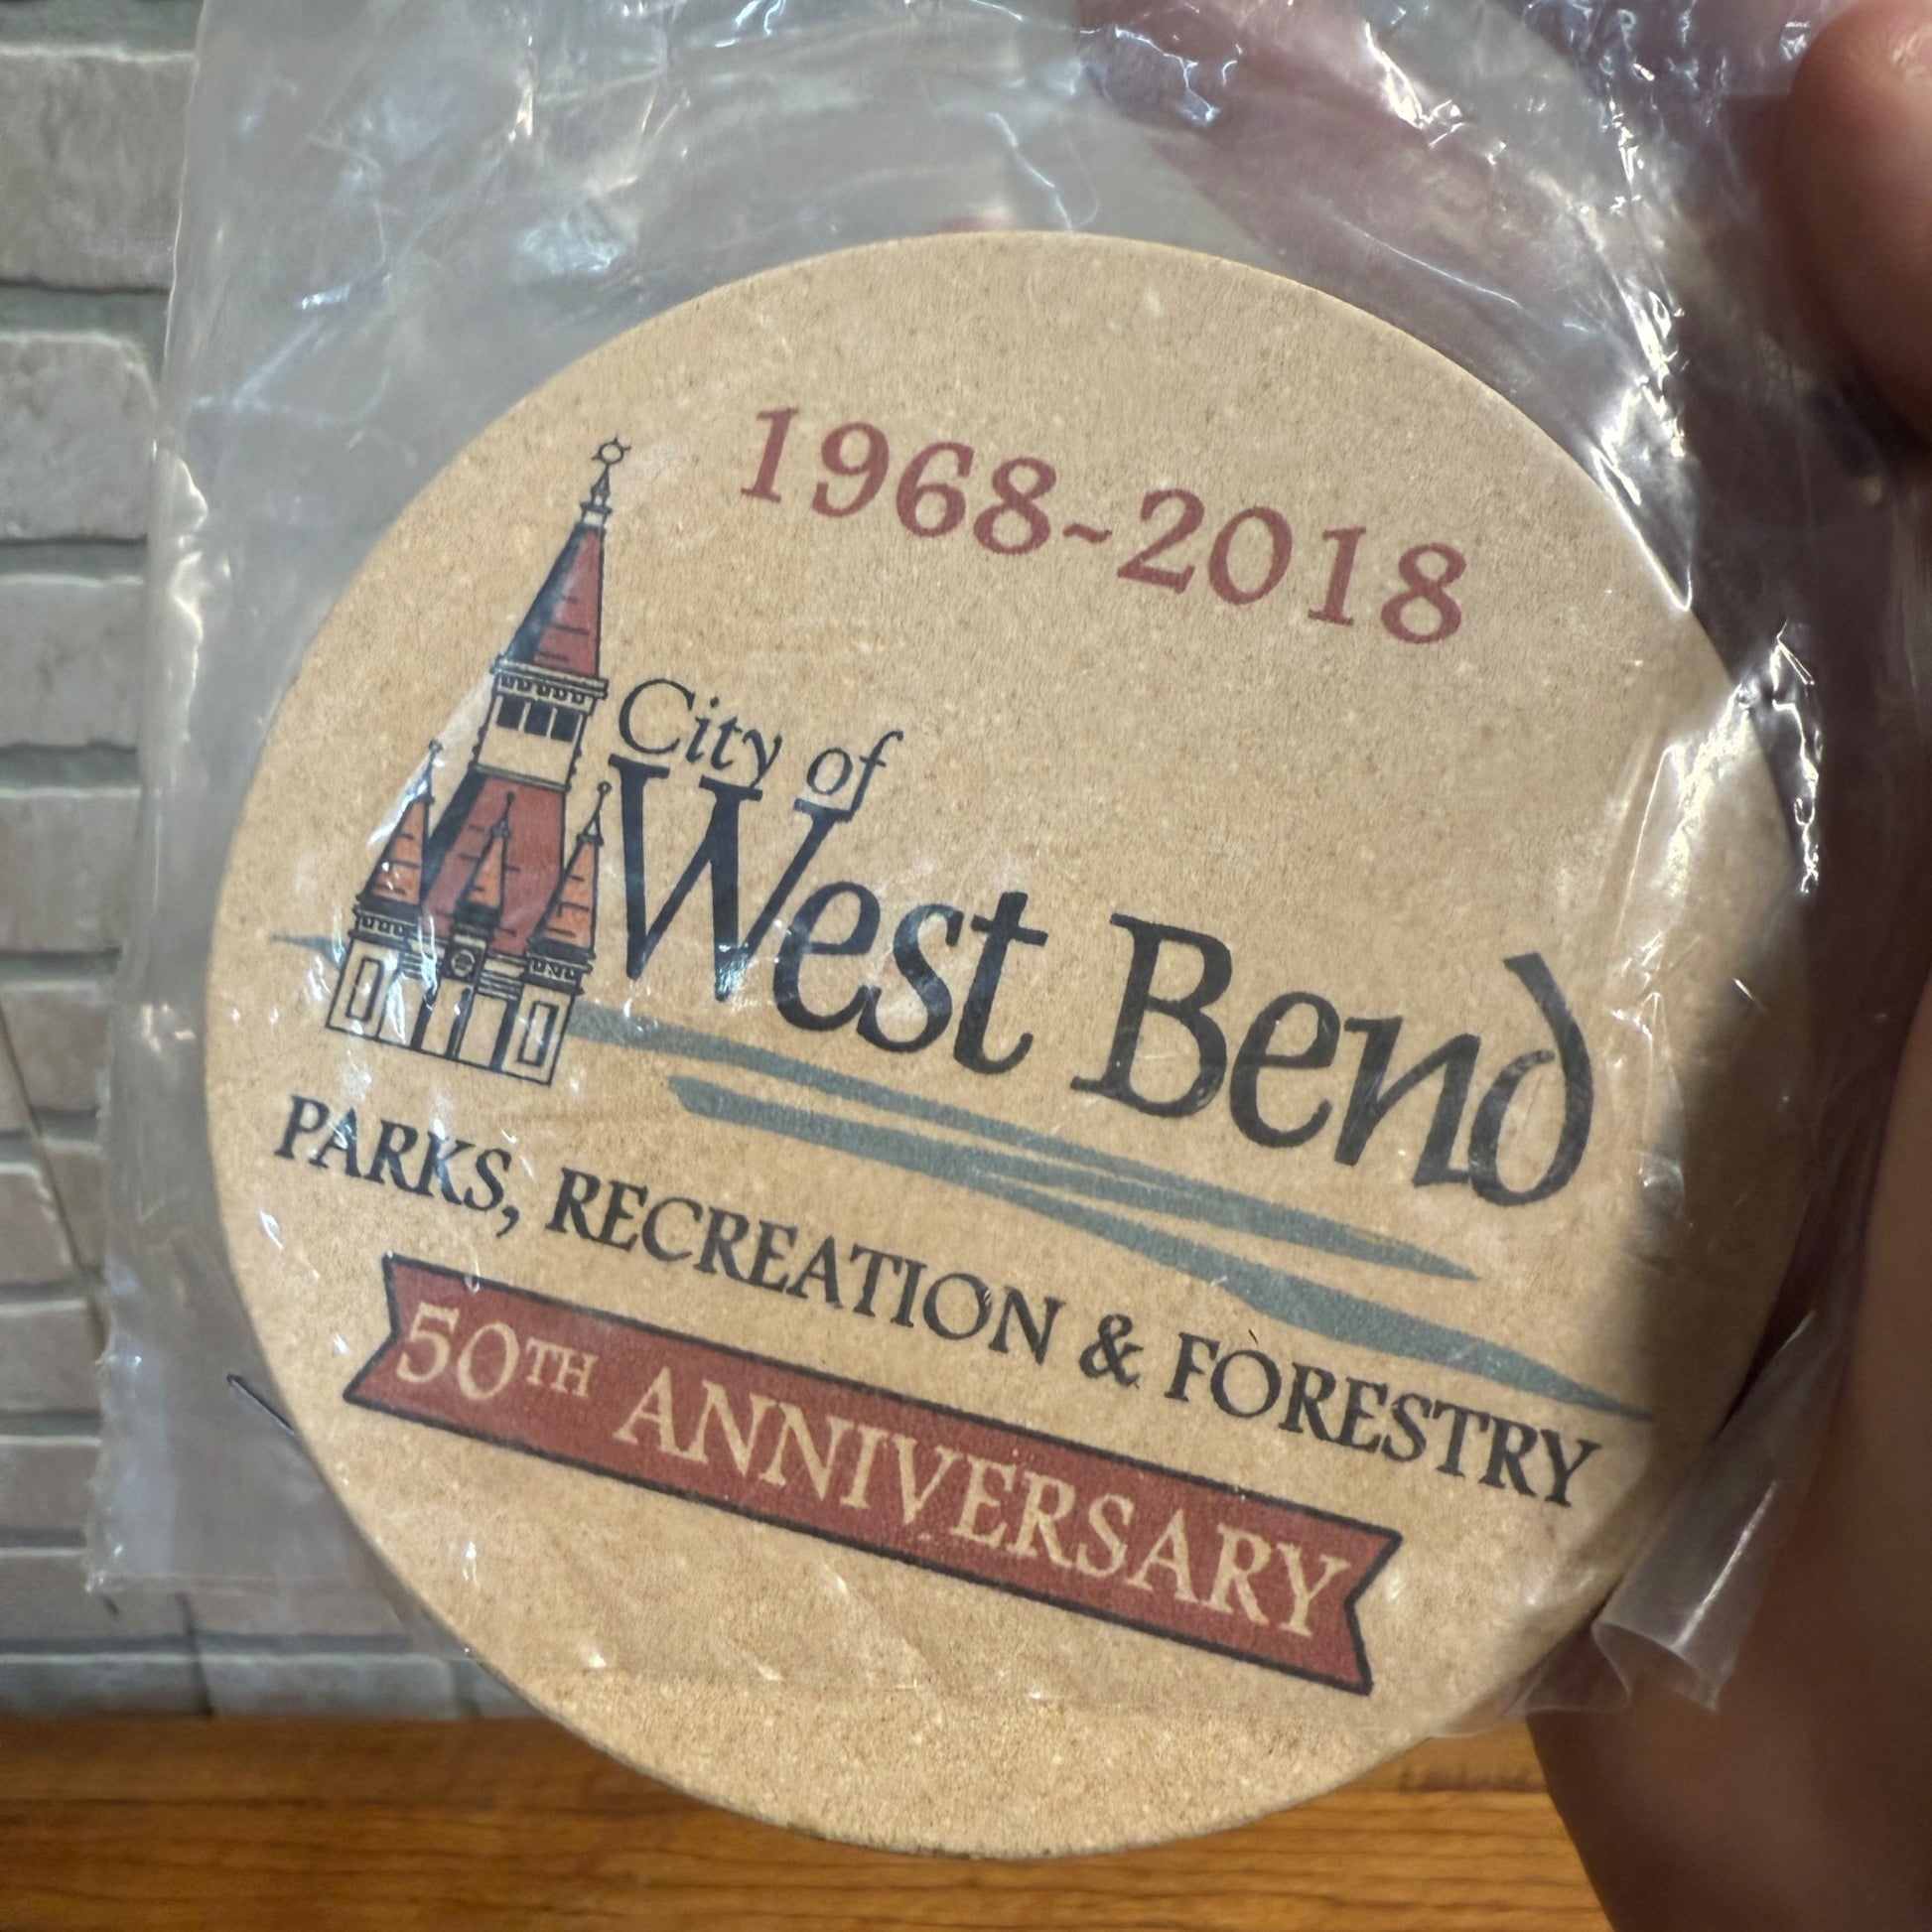 1968~2018
City of
West Bend
PARKS, RECREATION & FORESTRY
50TH ANNIVERSARY